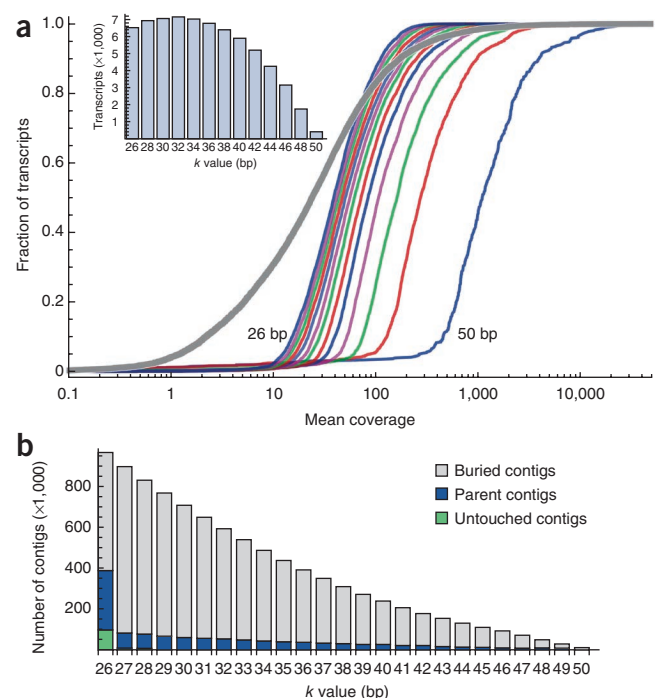 a
1.0
0.8
0.6
0.4
0.2
0
Fraction of transcripts
7
6
5
4
3
2
1
Transcripts (×1,000)
26 28 30 32 34 36 38 40 42 44 46 48 50
k value (bp)
26 bp
50 bp
0.1 1 10 100 1,000 10,000
Mean coverage
b
Buried contigs
Parent contigs
Untouched contigs
800
600
400
200
Number of contigs (×1,000)
26 27 28 29 30 31 32 33 34 35 36 37 38 39 40 41 42 43 44 45 46 47 48 49 50
k value (bp)